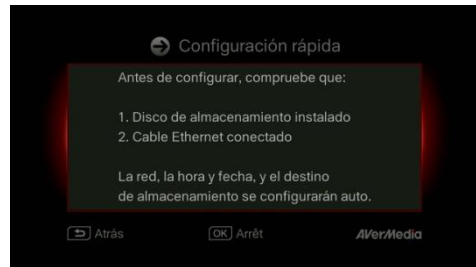 Configuración rápida
Antes de configurar, compruebe que:
1. Disco de almacenamiento instalado
2. Cable Ethernet conectado
La red, la hora y fecha, y el destino
de almacenamiento se configurarán auto.
Atrás OK Arrêt AVerMedia